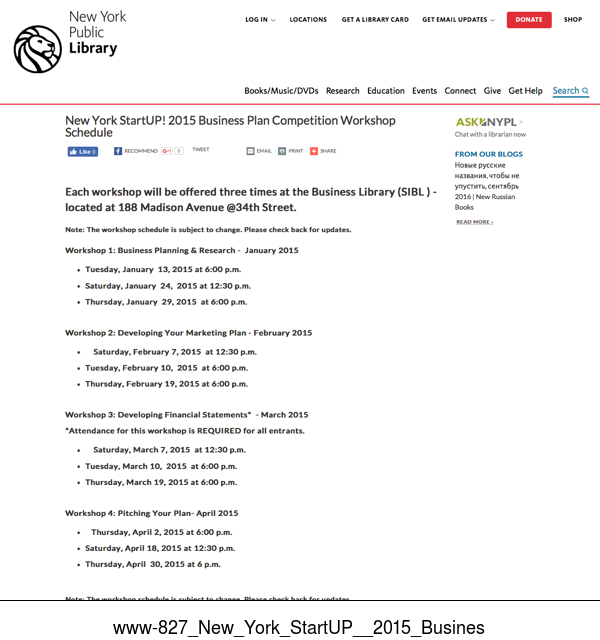 New York
Public
Library
LOG IN
LOCATIONS
GET A LIBRARY CARD
GET EMAIL UPDATES
DONATE
SHOP
Books/Music/DVDs Research Education Events Connect Give Get Help Search
New York StartUP! 2015 Business Plan Competition Workshop
Schedule
Like 0
RECOMMEND
G+1 0
TWEET
EMAIL
PRINT
SHARE
ASK NYPL >
Chat with a librarian now
FROM OUR BLOGS
Новые русские
названия, чтобы не
упустить, сентябрь
2016 | New Russian
Books
READ MORE ›
Each workshop will be offered three times at the Business Library (SIBL ) -
located at 188 Madison Avenue @34th Street.
Note: The workshop schedule is subject to change. Please check back for updates.
Workshop 1: Business Planning & Research - January 2015
• Tuesday, January 13, 2015 at 6:00 p.m.
• Saturday, January 24, 2015 at 12:30 p.m.
• Thursday, January 29, 2015 at 6:00 p.m.
Workshop 2: Developing Your Marketing Plan - February 2015
• Saturday, February 7, 2015 at 12:30 p.m.
• Tuesday, February 10, 2015 at 6:00 p.m.
• Thursday, February 19, 2015 at 6:00 p.m.
Workshop 3: Developing Financial Statements* - March 2015
*Attendance for this workshop is REQUIRED for all entrants.
• Saturday, March 7, 2015 at 12:30 p.m.
• Tuesday, March 10, 2015 at 6:00 p.m.
• Thursday, March 19, 2015 at 6:00 p.m.
Workshop 4: Pitching Your Plan- April 2015
• Thursday, April 2, 2015 at 6:00 p.m.
• Saturday, April 18, 2015 at 12:30 p.m.
• Thursday, April 30, 2015 at 6 p.m.
Note: The workshop schedule is subject to change. Please check back for updates.
www-827_New_York_StartUP__2015_Busines